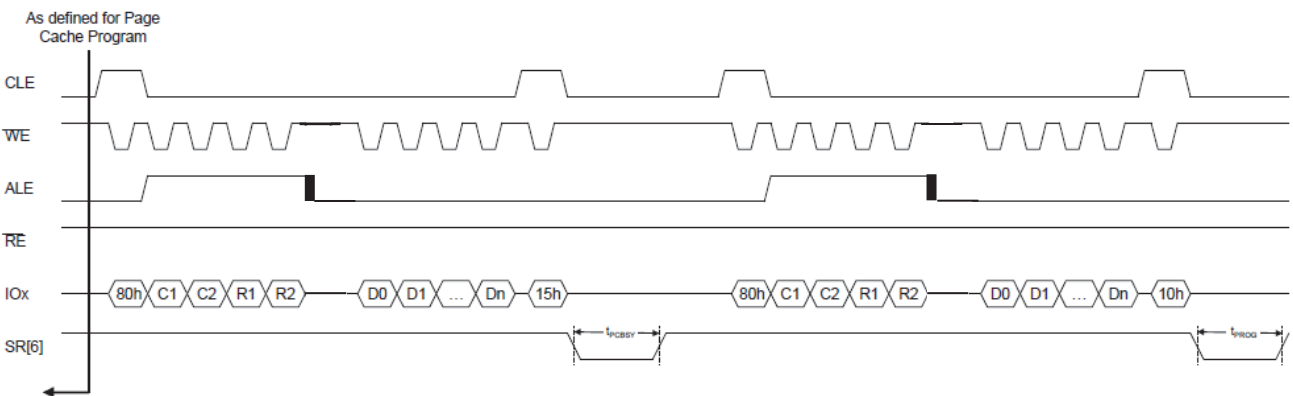 As defined for Page
Cache Program
CLE
WE
ALE
RE
IOx 80h C1 C2 R1 R2 D0 D1 ... Dn 15h 80h C1 C2 R1 R2 D0 D1 ... Dn 10h
SR[6] tPCBSY tPROG